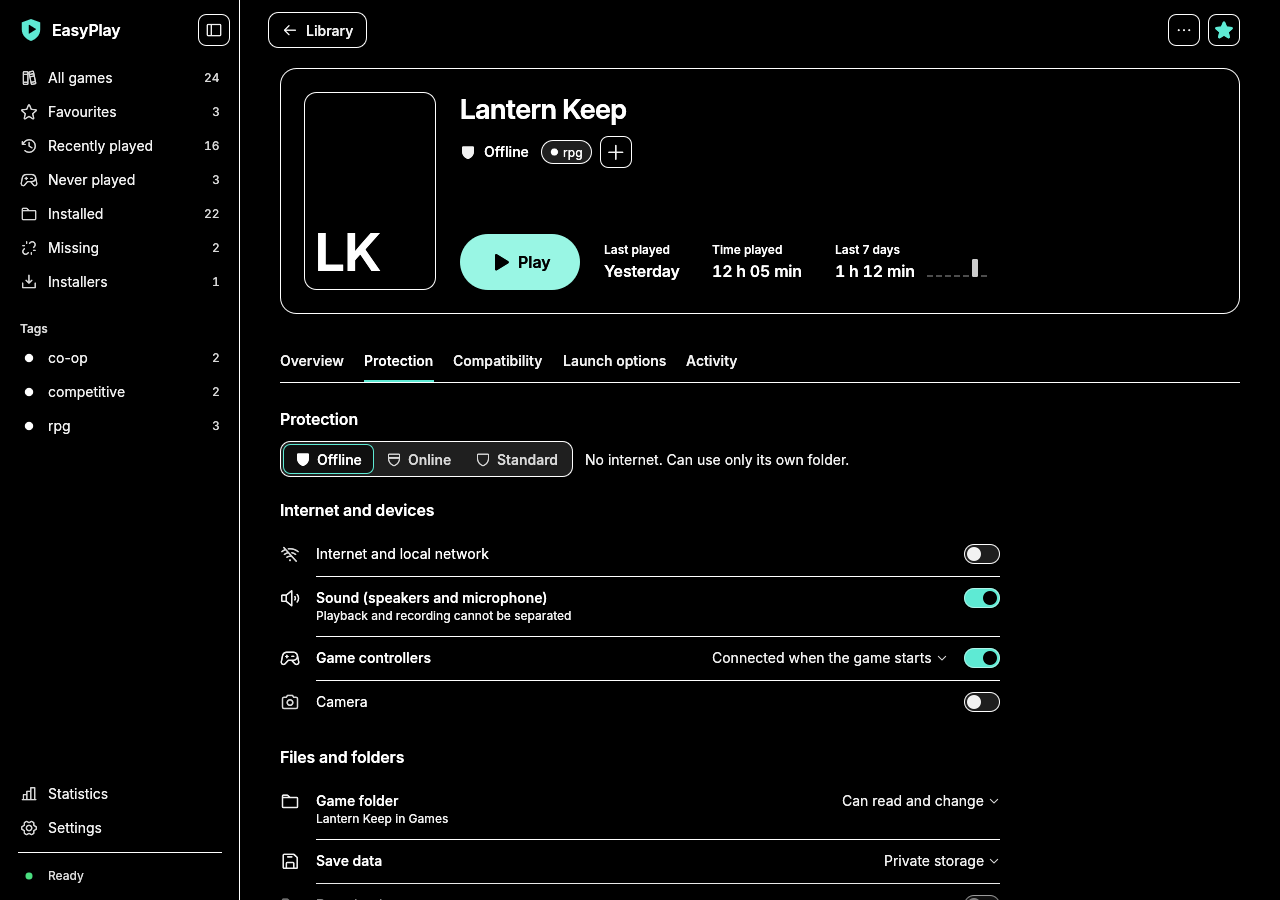 EasyPlay
Library
All games 24
Favourites 3
Recently played 16
Never played 3
Installed 22
Missing 2
Installers 1
Tags
co-op 2
competitive 2
rpg 3
Statistics
Settings
Ready
Lantern Keep
Offline rpg
LK
Play
Last played
Yesterday
Time played
12 h 05 min
Last 7 days
1 h 12 min
Overview Protection Compatibility Launch options Activity
Protection
Offline Online Standard No internet. Can use only its own folder.
Internet and devices
Internet and local network
Sound (speakers and microphone)
Playback and recording cannot be separated
Game controllers Connected when the game starts
Camera
Files and folders
Game folder Can read and change
Lantern Keep in Games
Save data Private storage